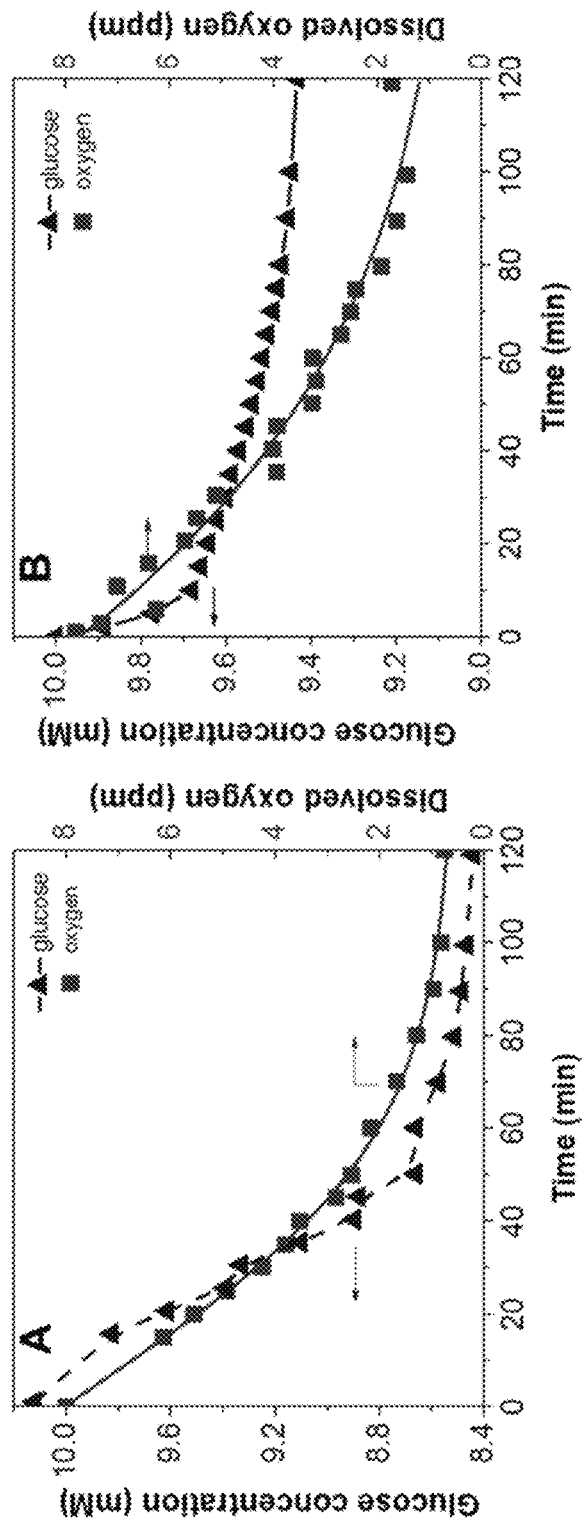 A
glucose
oxygen
Glucose concentration (mM)
10.0
9.6
9.2
8.8
8.4
Dissolved oxygen (ppm)
8
6
4
2
0
0 20 40 60 80 100 120
Time (min)
B
glucose
oxygen
Glucose concentration (mM)
10.0
9.8
9.6
9.4
9.2
9.0
Dissolved oxygen (ppm)
8
6
4
2
0
0 20 40 60 80 100 120
Time (min)